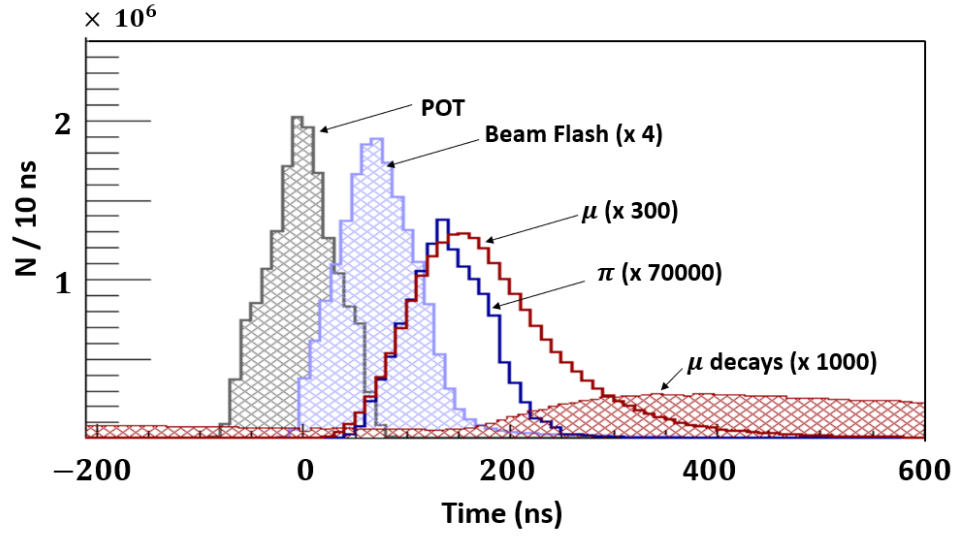 × 10⁶
POT
2
Beam Flash (x 4)
μ (x 300)
N / 10 ns
π (x 70000)
1
μ decays (x 1000)
−200 0 200 400 600
Time (ns)